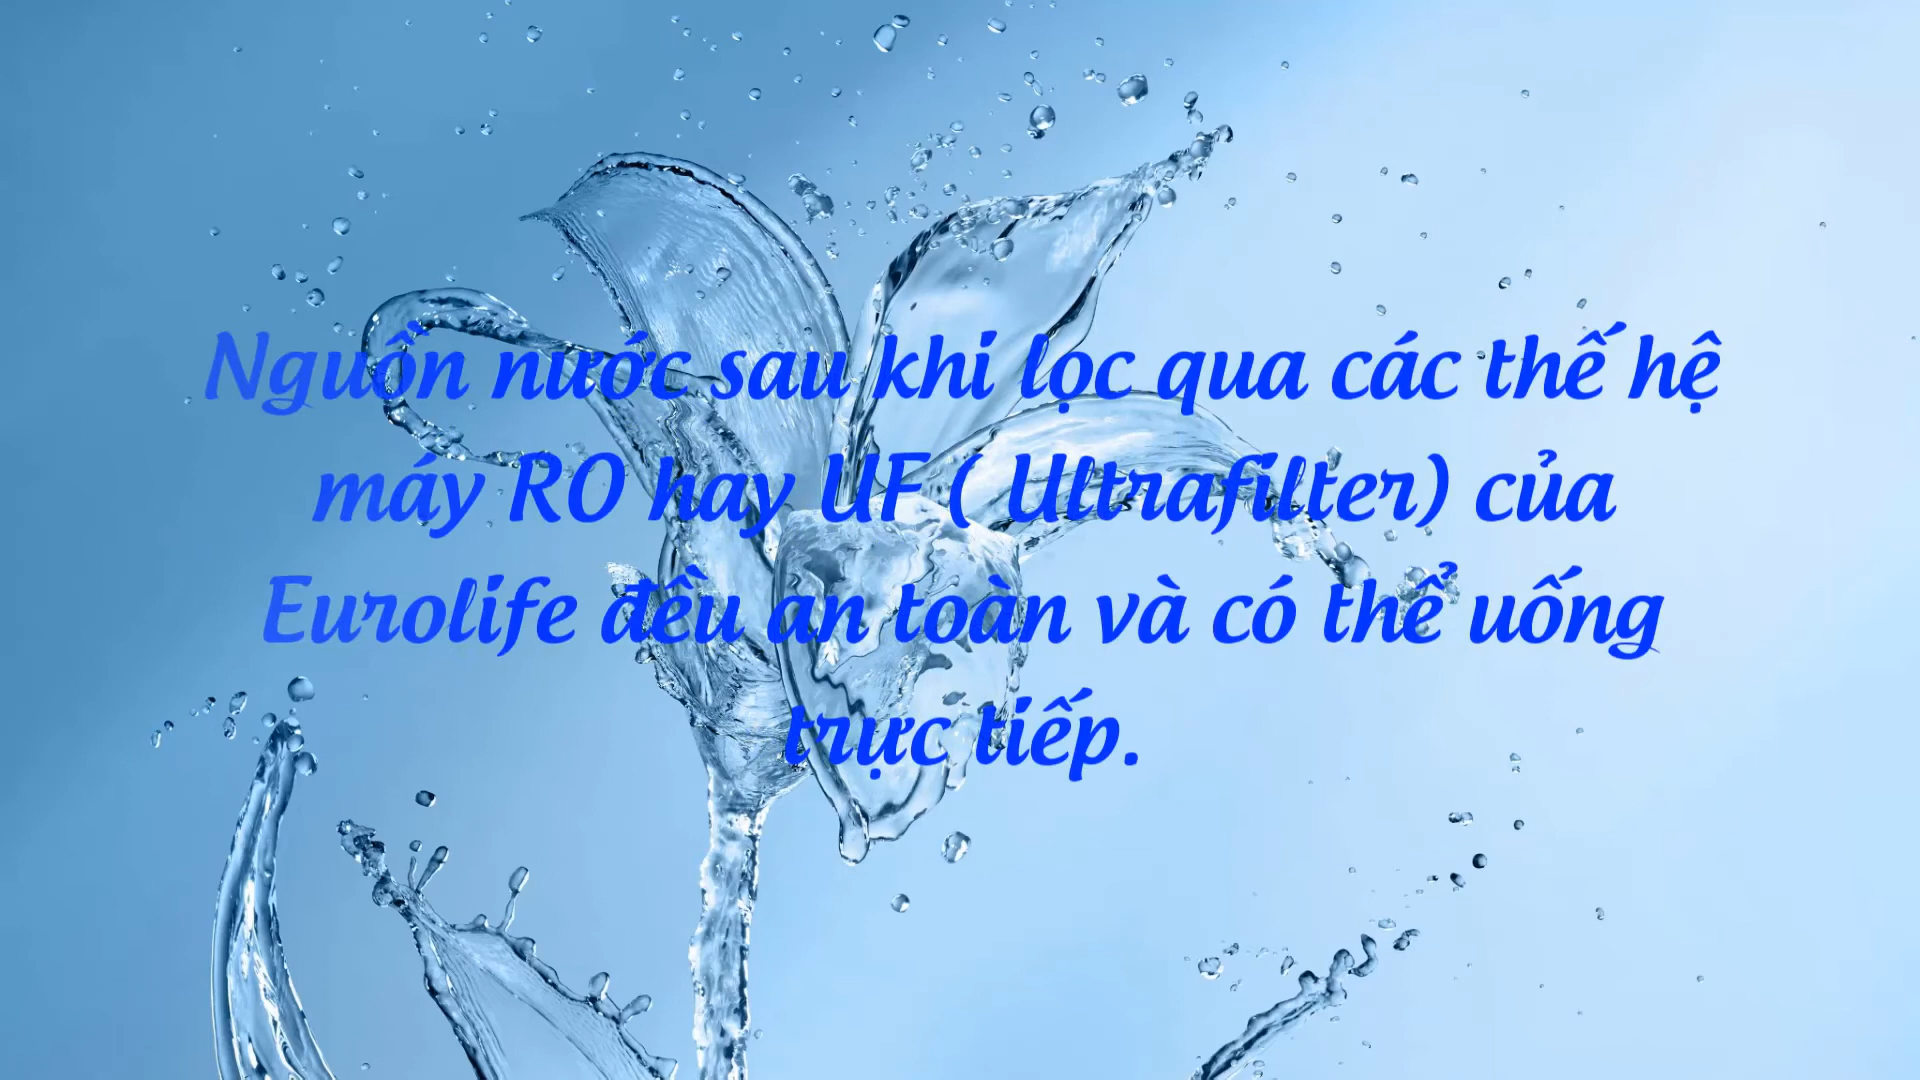 Nguồn nước sau khi lọc qua các thế hệ
máy RO hay UF ( Ultrafilter) của
Eurolife đều an toàn và có thể uống
trực tiếp.